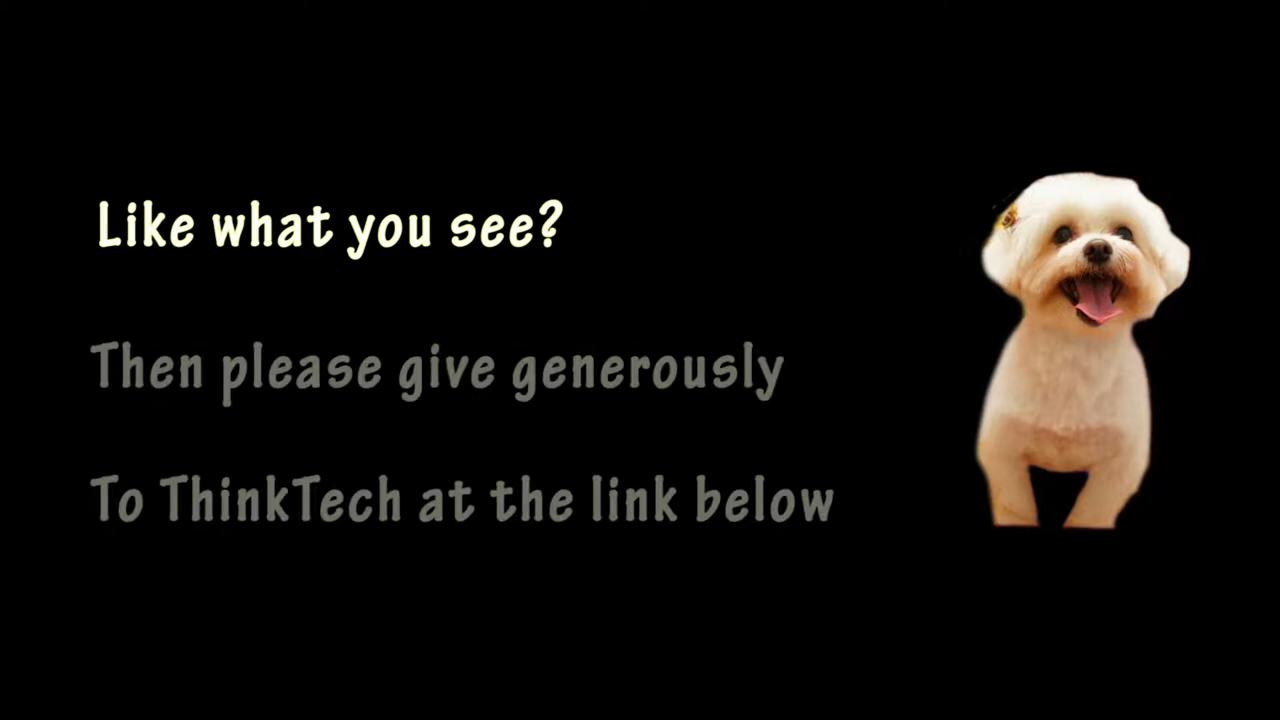 Like what you see?
Then please give generously
To ThinkTech at the link below